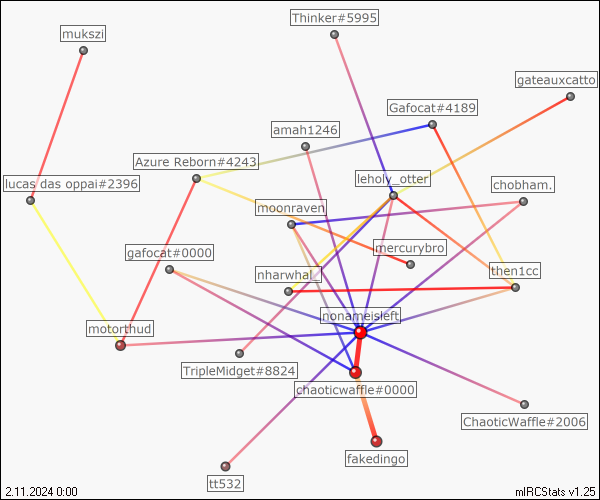 Thinker#5995
mukszi
gateauxcatto
Gafocat#4189
amah1246
Azure Reborn#4243
leholy_otter
lucas das oppai#2396
chobham.
moonraven
mercurybro
gafocat#0000
then1cc
nharwhal_
nonameisleft
motorthud
TripleMidget#8824
chaoticwaffle#0000
ChaoticWaffle#2006
fakedingo
tt532
2.11.2024 0:00
mIRCStats v1.25